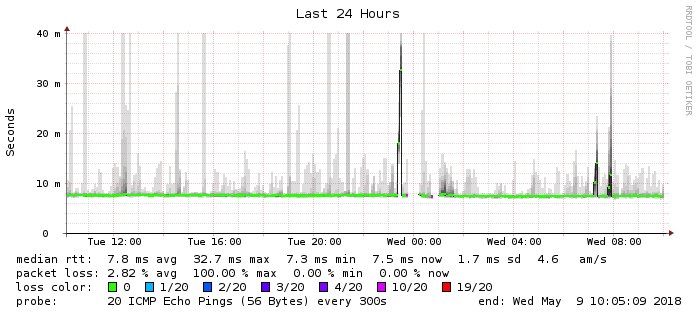 Last 24 Hours
RRDTOOL / TOBI OETIKER
40 m
30 m
20 m
10 m
0
Seconds
Tue 12:00 Tue 16:00 Tue 20:00 Wed 00:00 Wed 04:00 Wed 08:00
median rtt: 7.8 ms avg 32.7 ms max 7.3 ms min 7.5 ms now 1.7 ms sd 4.6 am/s
packet loss: 2.82 % avg 100.00 % max 0.00 % min 0.00 % now
loss color: 0 1/20 2/20 3/20 4/20 10/20 19/20
probe: 20 ICMP Echo Pings (56 Bytes) every 300s end: Wed May 9 10:05:09 2018